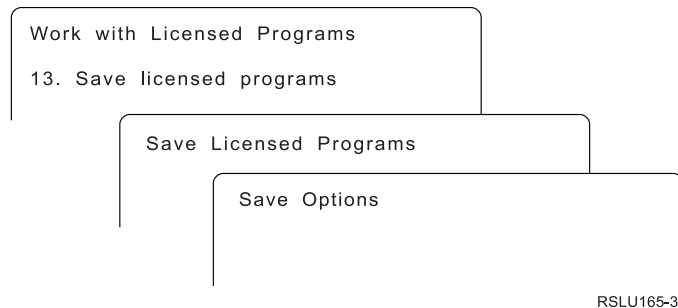 Work with Licensed Programs
13. Save licensed programs
Save Licensed Programs
Save Options
RSLU165-3